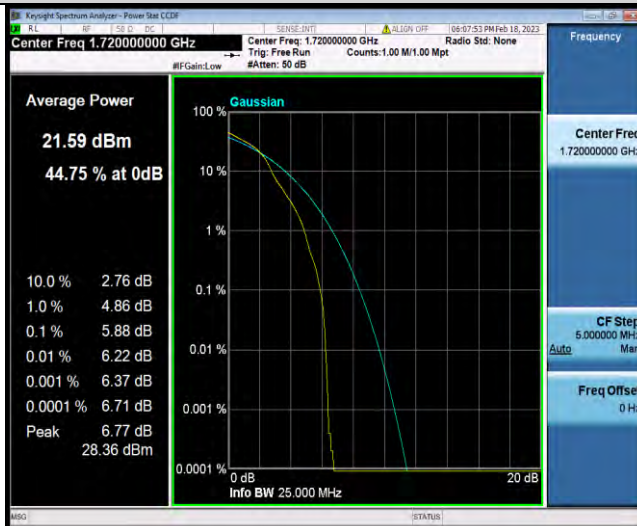 Keysight Spectrum Analyzer - Power Stat CCDF
RL RF 50 Ω DC SENSE:INT ALIGN OFF 06:07:53 PM Feb 18, 2023
Center Freq 1.720000000 GHz
Center Freq: 1.720000000 GHz Radio Std: None
Trig: Free Run Counts:1.00 M/1.00 Mpt
#IFGain:Low #Atten: 50 dB
Frequency
Average Power
21.59 dBm
44.75 % at 0dB
10.0 % 2.76 dB
1.0 % 4.86 dB
0.1 % 5.88 dB
0.01 % 6.22 dB
0.001 % 6.37 dB
0.0001 % 6.71 dB
Peak 6.77 dB
28.36 dBm
Gaussian
100 %
10 %
1 %
0.1 %
0.01 %
0.001 %
0.0001 %
0 dB 20 dB
Info BW 25.000 MHz
Center Freq
1.720000000 GHz
CF Step
5.000000 MHz
Auto Man
Freq Offset
0 Hz
MSG STATUS